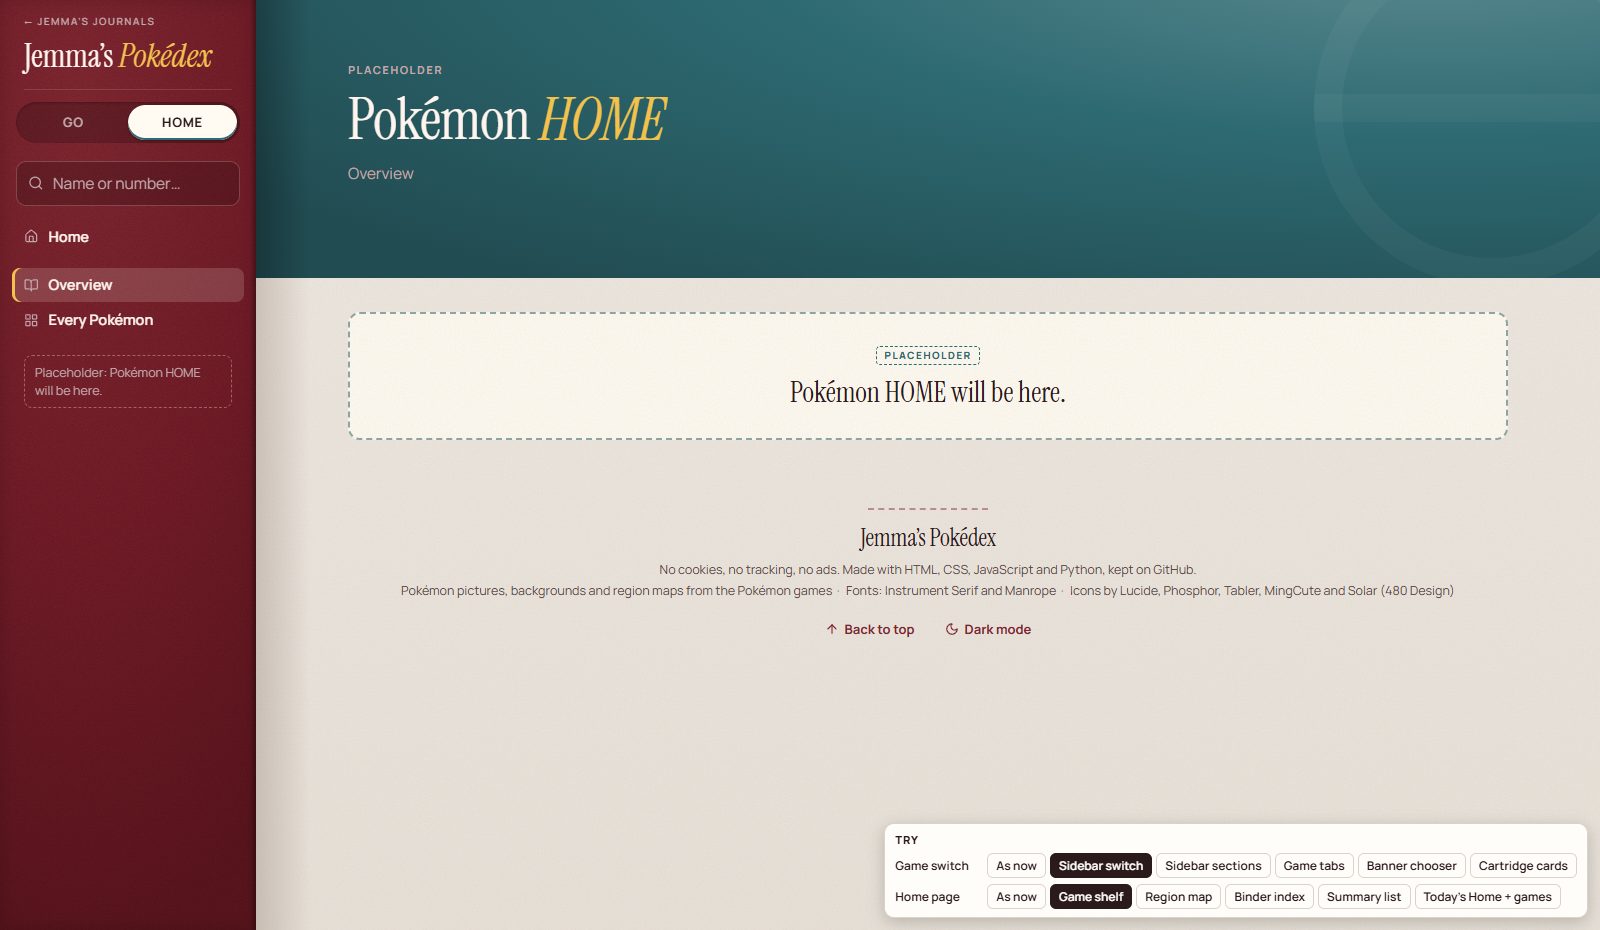 ← JEMMA'S JOURNALS
Jemma's Pokédex
GO HOME
Name or number...
Home
Overview
Every Pokémon
Placeholder: Pokémon HOME
will be here.
PLACEHOLDER
Pokémon HOME
Overview
PLACEHOLDER
Pokémon HOME will be here.
Jemma's Pokédex
No cookies, no tracking, no ads. Made with HTML, CSS, JavaScript and Python, kept on GitHub.
Pokémon pictures, backgrounds and region maps from the Pokémon games · Fonts: Instrument Serif and Manrope · Icons by Lucide, Phosphor, Tabler, MingCute and Solar (480 Design)
↑ Back to top Dark mode
TRY
Game switch As now Sidebar switch Sidebar sections Game tabs Banner chooser Cartridge cards
Home page As now Game shelf Region map Binder index Summary list Today's Home + games